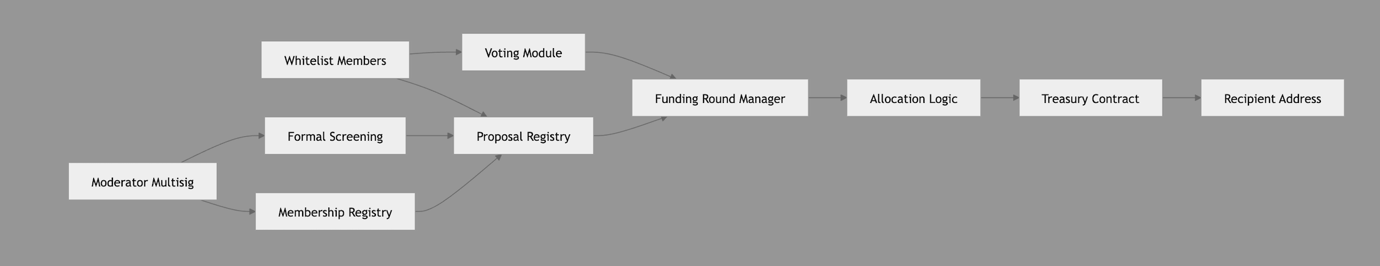 Whitelist Members
Voting Module
Funding Round Manager
Allocation Logic
Treasury Contract
Recipient Address
Formal Screening
Proposal Registry
Moderator Multisig
Membership Registry